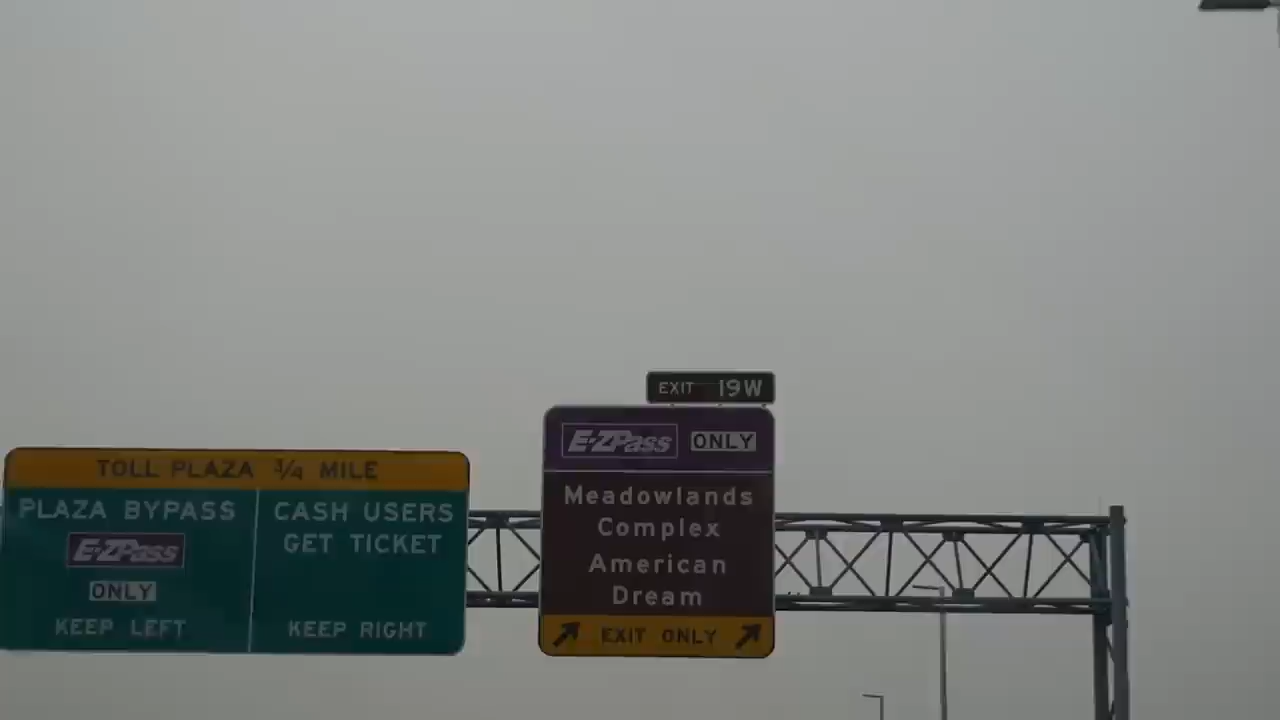 TOLL PLAZA 3/4 MILE
PLAZA BYPASS
E-ZPass
ONLY
KEEP LEFT
CASH USERS
GET TICKET
KEEP RIGHT
EXIT 19W
E-ZPass ONLY
Meadowlands
Complex
American
Dream
EXIT ONLY